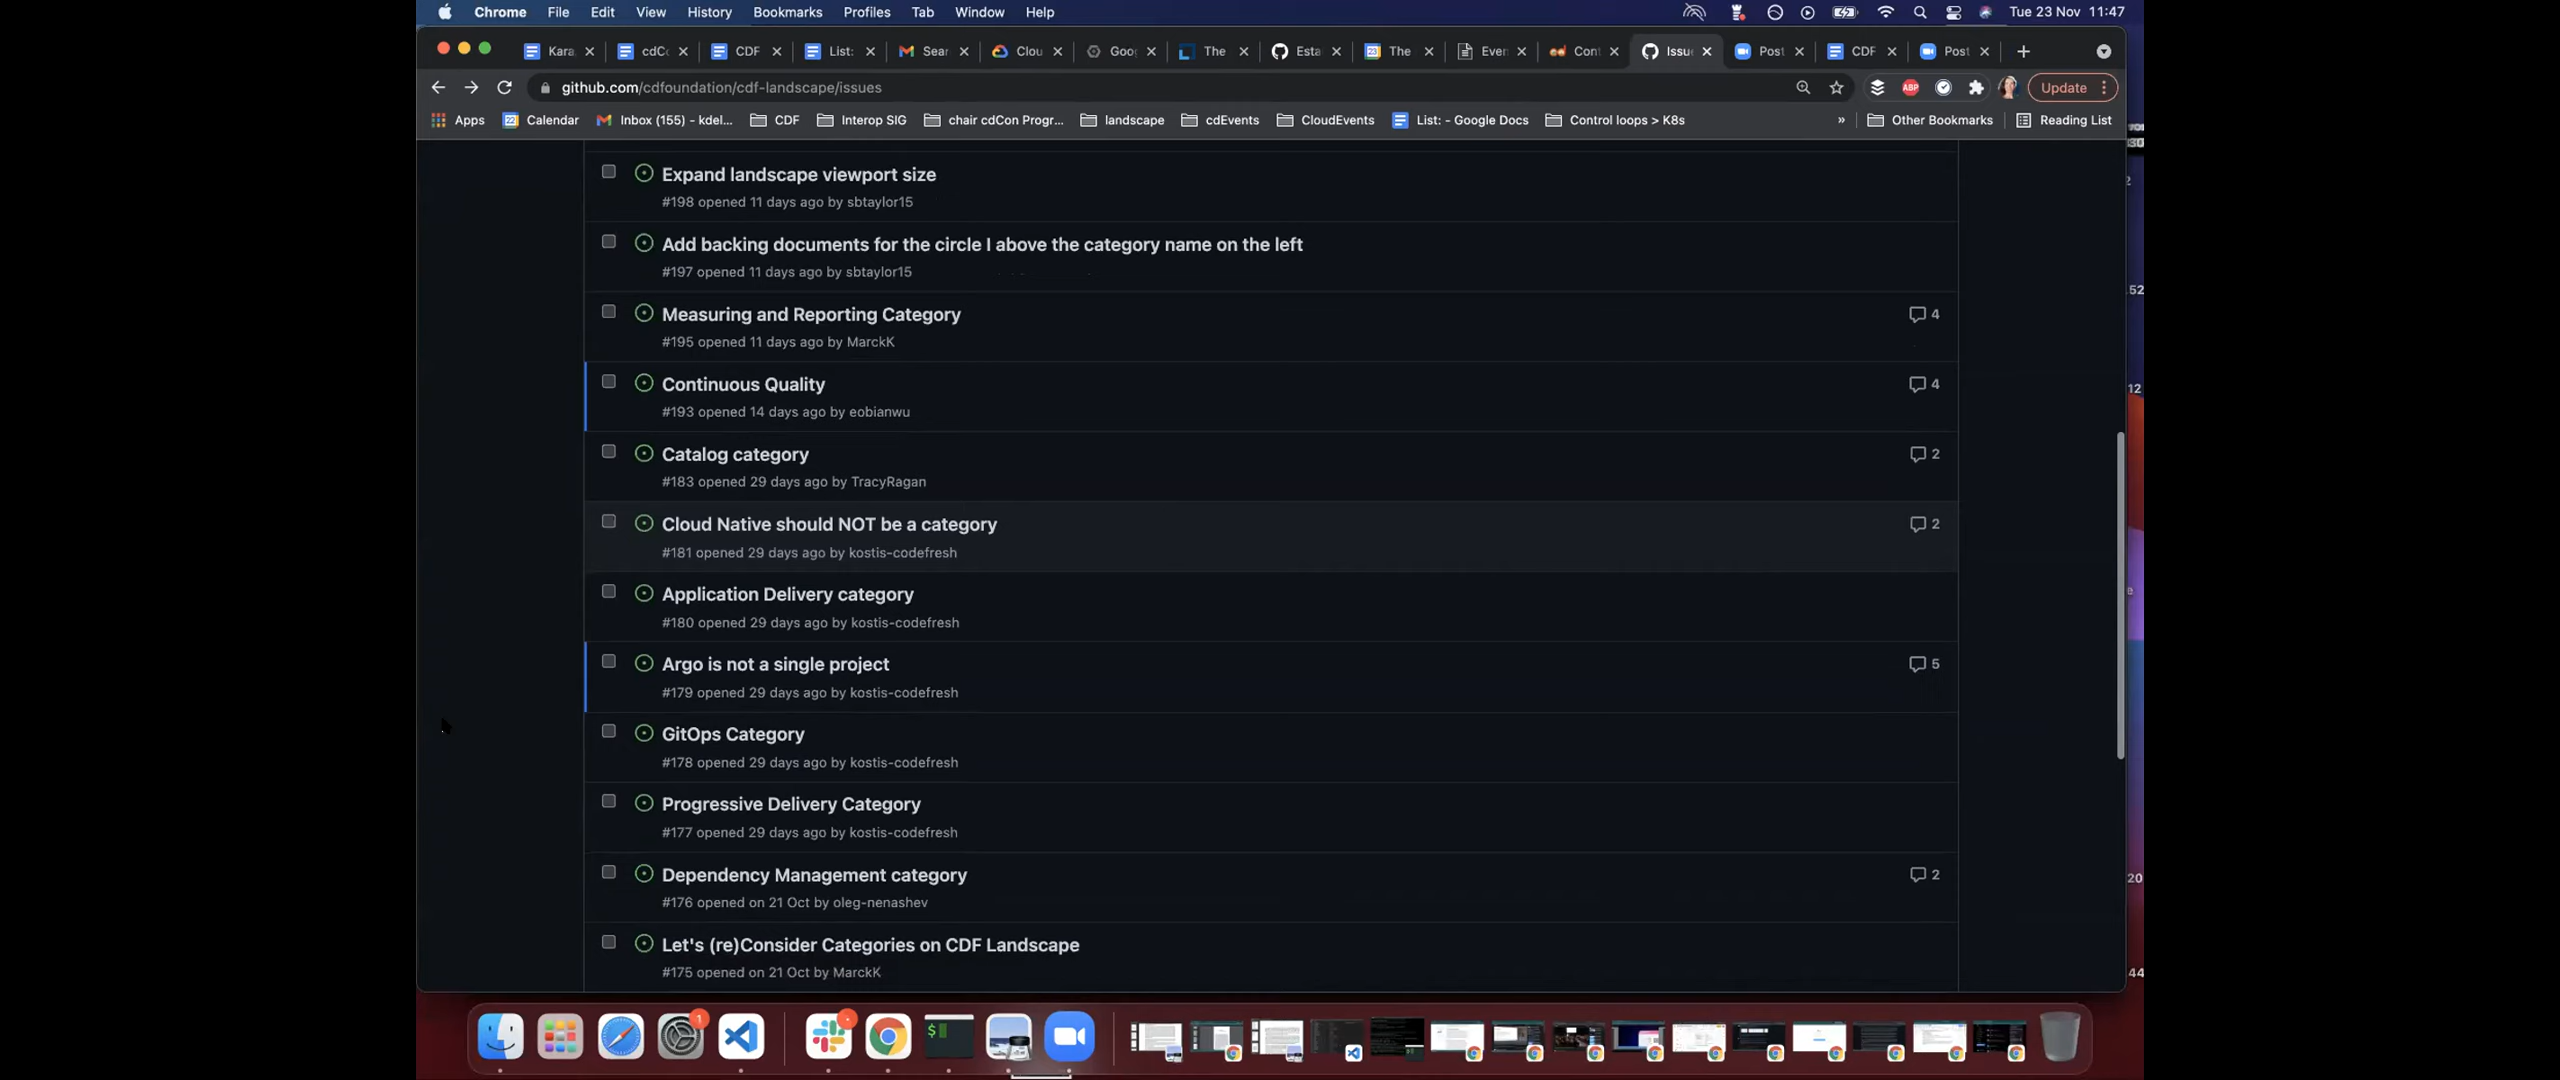 Chrome File Edit View History Bookmarks Profiles Tab Window Help Tue 23 Nov 11:47
Kara cdCo CDF List: Sear Clou Goog The Esta The Even Cont Issu Post CDF Post
github.com/cdfoundation/cdf-landscape/issues Update
Apps Calendar Inbox (155) - kdel... CDF Interop SIG chair cdCon Progr... landscape cdEvents CloudEvents List: - Google Docs Control loops > K8s » Other Bookmarks Reading List
Expand landscape viewport size
#198 opened 11 days ago by sbtaylor15
Add backing documents for the circle I above the category name on the left
#197 opened 11 days ago by sbtaylor15
Measuring and Reporting Category 4
#195 opened 11 days ago by MarckK
Continuous Quality 4
#193 opened 14 days ago by eobianwu
Catalog category 2
#183 opened 29 days ago by TracyRagan
Cloud Native should NOT be a category 2
#181 opened 29 days ago by kostis-codefresh
Application Delivery category
#180 opened 29 days ago by kostis-codefresh
Argo is not a single project 5
#179 opened 29 days ago by kostis-codefresh
GitOps Category
#178 opened 29 days ago by kostis-codefresh
Progressive Delivery Category
#177 opened 29 days ago by kostis-codefresh
Dependency Management category 2
#176 opened on 21 Oct by oleg-nenashev
Let's (re)Consider Categories on CDF Landscape
#175 opened on 21 Oct by MarckK